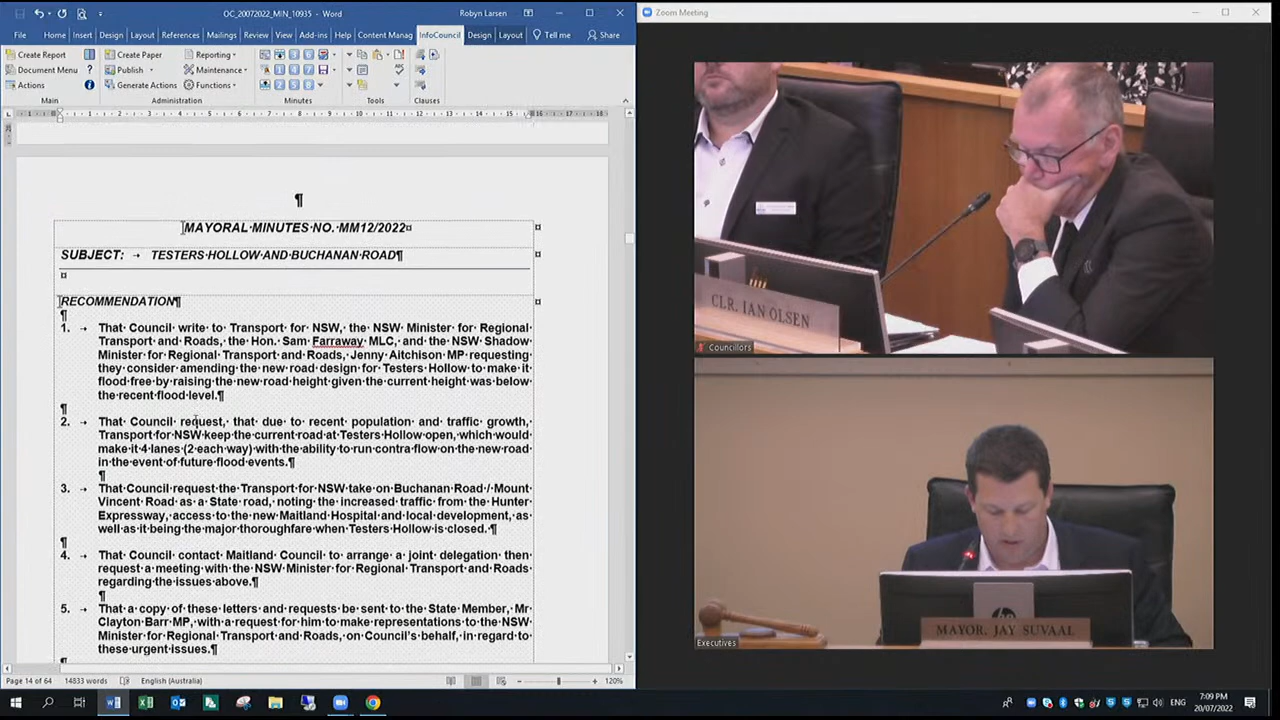 OC_20072022_MIN_10935 - Word
Robyn Larsen
File Home Insert Design Layout References Mailings Review View Add-ins Help Content Manag InfoCouncil Design Layout Tell me Share
Create Report Create Paper Reporting
Document Menu Publish Maintenance
Actions Generate Actions Functions
Main Administration Minutes Tools Clauses
MAYORAL MINUTES NO. MM12/2022
SUBJECT: TESTERS HOLLOW AND BUCHANAN ROAD
RECOMMENDATION
1. That Council write to Transport for NSW, the NSW Minister for Regional
Transport and Roads, the Hon. Sam Farraway MLC, and the NSW Shadow
Minister for Regional Transport and Roads, Jenny Aitchison MP requesting
they consider amending the new road design for Testers Hollow to make it
flood free by raising the new road height given the current height was below
the recent flood level.
2. That Council request, that due to recent population and traffic growth,
Transport for NSW keep the current road at Testers Hollow open, which would
make it 4 lanes (2 each way) with the ability to run contra flow on the new road
in the event of future flood events.
3. That Council request the Transport for NSW take on Buchanan Road / Mount
Vincent Road as a State road, noting the increased traffic from the Hunter
Expressway, access to the new Maitland Hospital and local development, as
well as it being the major thoroughfare when Testers Hollow is closed.
4. That Council contact Maitland Council to arrange a joint delegation then
request a meeting with the NSW Minister for Regional Transport and Roads
regarding the issues above.
5. That a copy of these letters and requests be sent to the State Member, Mr
Clayton Barr MP, with a request for him to make representations to the NSW
Minister for Regional Transport and Roads, on Council's behalf, in regard to
these urgent issues.
Page 14 of 64 14833 words English (Australia) 120%
Zoom Meeting
CLR. IAN OLSEN
Councillors
hp
MAYOR. JAY SUVAAL
Executives
ENG
7:09 PM
20/07/2022